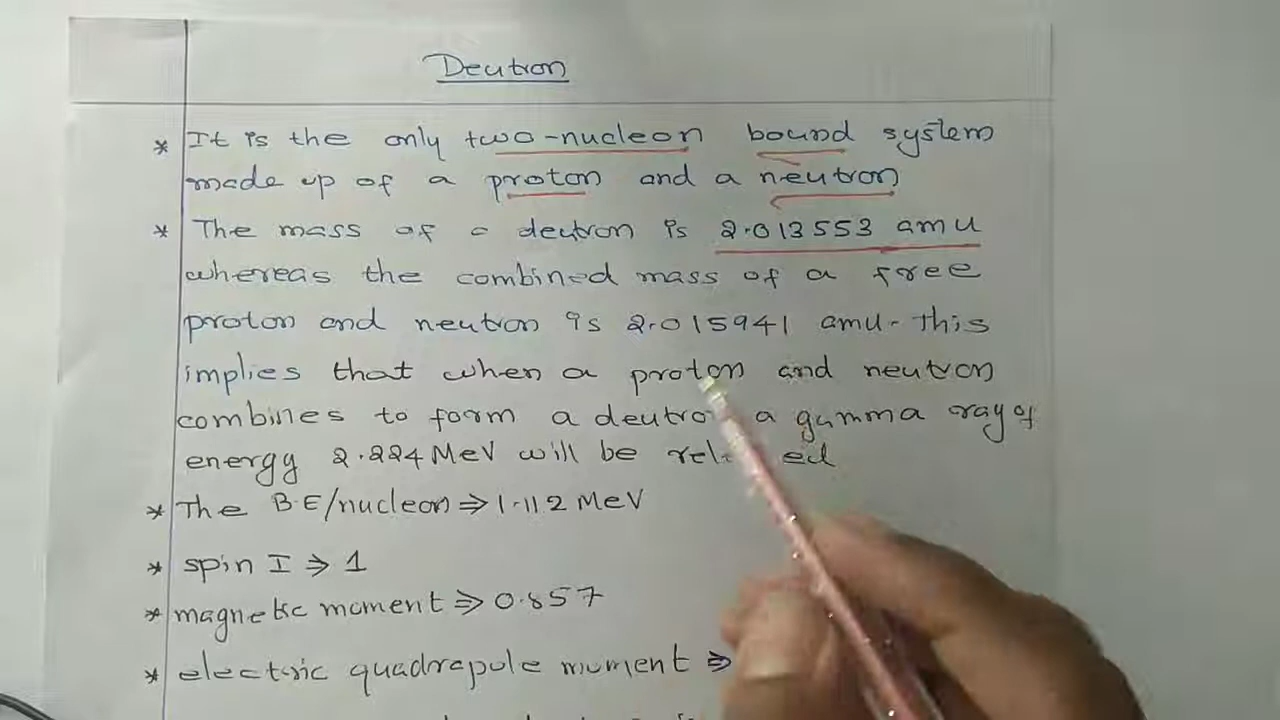 Deutron
* It is the only two-nucleon bound system
made up of a proton and a neutron
* The mass of a deutron is 2.013553 amu
whereas the combined mass of a free
proton and neutron is 2.015941 amu. This
implies that when a proton and neutron
combines to form a deutro a gamma ray of
energy 2.224 MeV will be rel ed
* The B.E/nucleon ⇒ 1.112 MeV
* spin I ⇒ 1
* magnetic moment ⇒ 0.857
* electric quadrapole moment ⇒